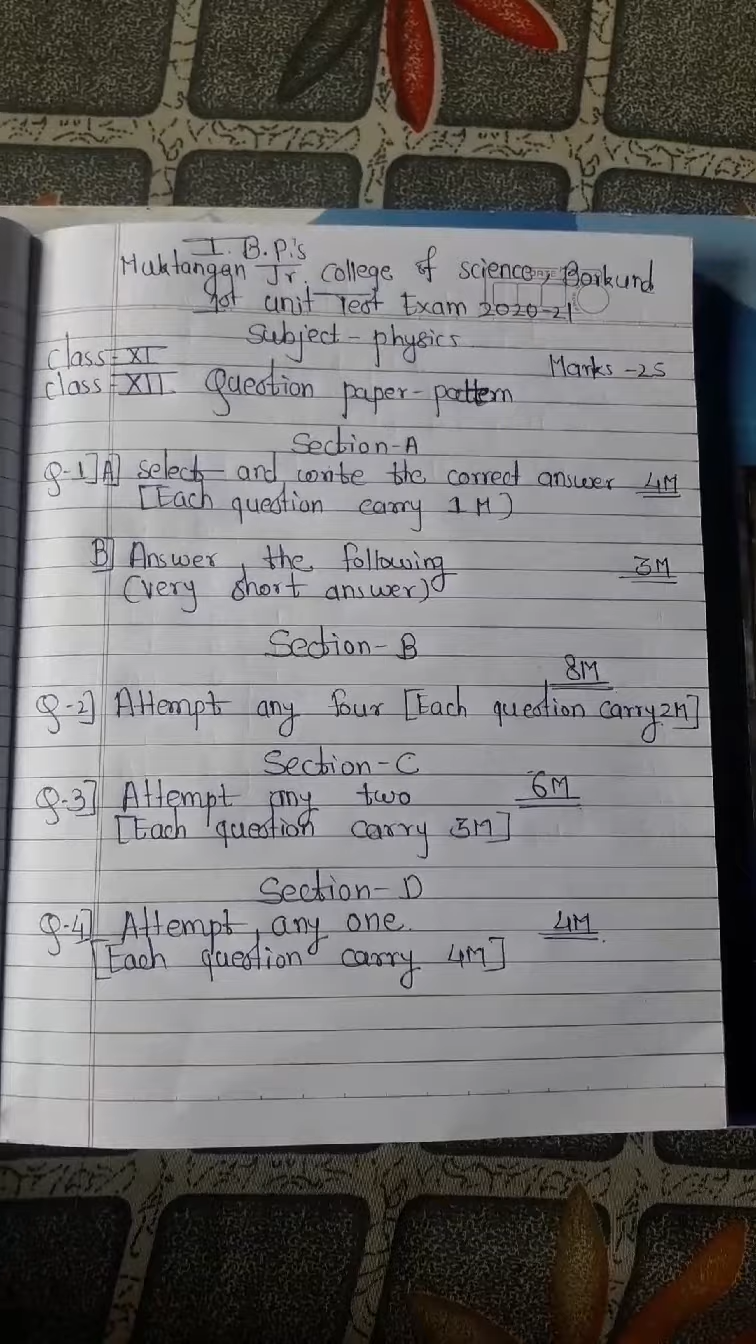 I. B. P.'s
Muktangan Jr. college of science, Borkund
1st unit Test Exam 2020-21
Subject - physics
class = XI
Marks - 25
class = XII Question paper-pattern
Section-A
Q-1] A] select and write the correct answer 4M
[Each question carry 1M]
B] Answer the following 3M
(very short answer)
Section-B
8M
Q-2] Attempt any four [Each question carry 2M]
Section-C
Q-3] Attempt any two 6M
[Each question carry 3M]
Section-D
Q-4] Attempt any one. 4M
[Each question carry 4M]